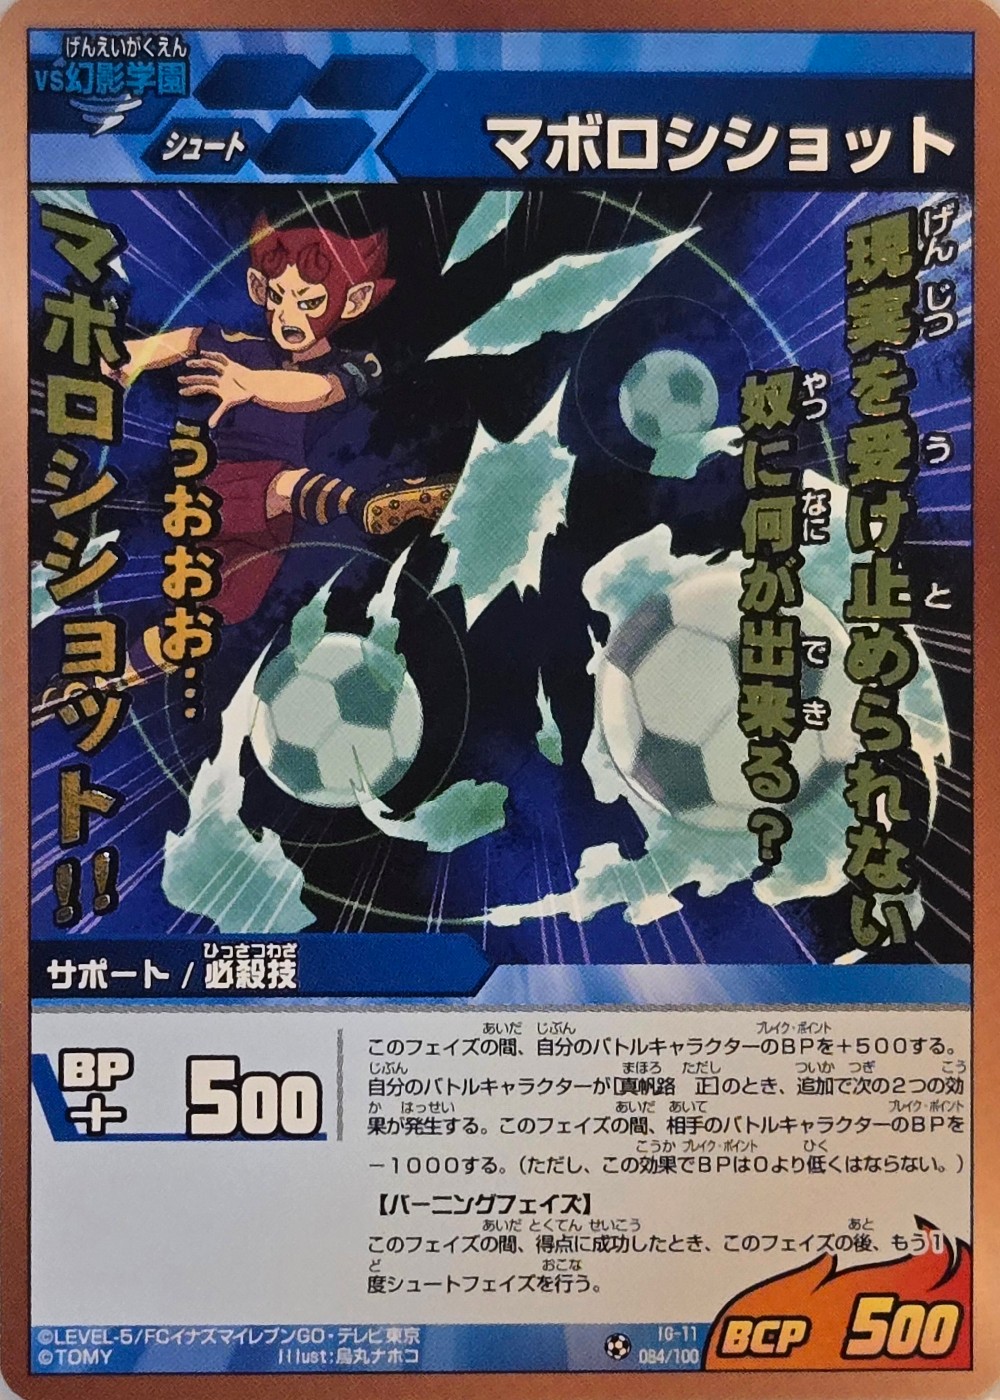 げんえいがくえん
VS幻影学園
シュート
マボロシショット
げんじつ う と
現実を受け止められない
やつ なに でき
奴に何が出来る?
うおおお…
マボロシショット!!
ひっさつわざ
サポート / 必殺技
BP
+ 500
あいだ じぶん ブレイク・ポイント
このフェイズの間、自分のバトルキャラクターのBPを+500する。
じぶん まほろ ただし ついか つぎ こう
自分のバトルキャラクターが[真帆路 正]のとき、追加で次の2つの効
か はっせい あいだ あいて ブレイク・ポイント
果が発生する。このフェイズの間、相手のバトルキャラクターのBPを
こうか ブレイク・ポイント ひく
-1000する。(ただし、この効果でBPは0より低くはならない。)
【バーニングフェイズ】
あいだ とくてん せいこう あと
このフェイズの間、得点に成功したとき、このフェイズの後、もう1
ど おこな
度シュートフェイズを行う。
©LEVEL-5/FCイナズマイレブンGO・テレビ東京
©TOMY
Illust:烏丸ナホコ
IG-11
084/100
BCP 500